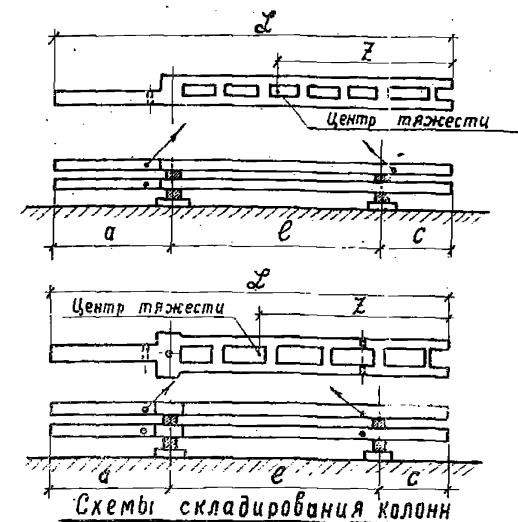 L
Z
Центр тяжести
a
l
c
L
Центр тяжести
Z
a
l
c
Схемы складирования колонн